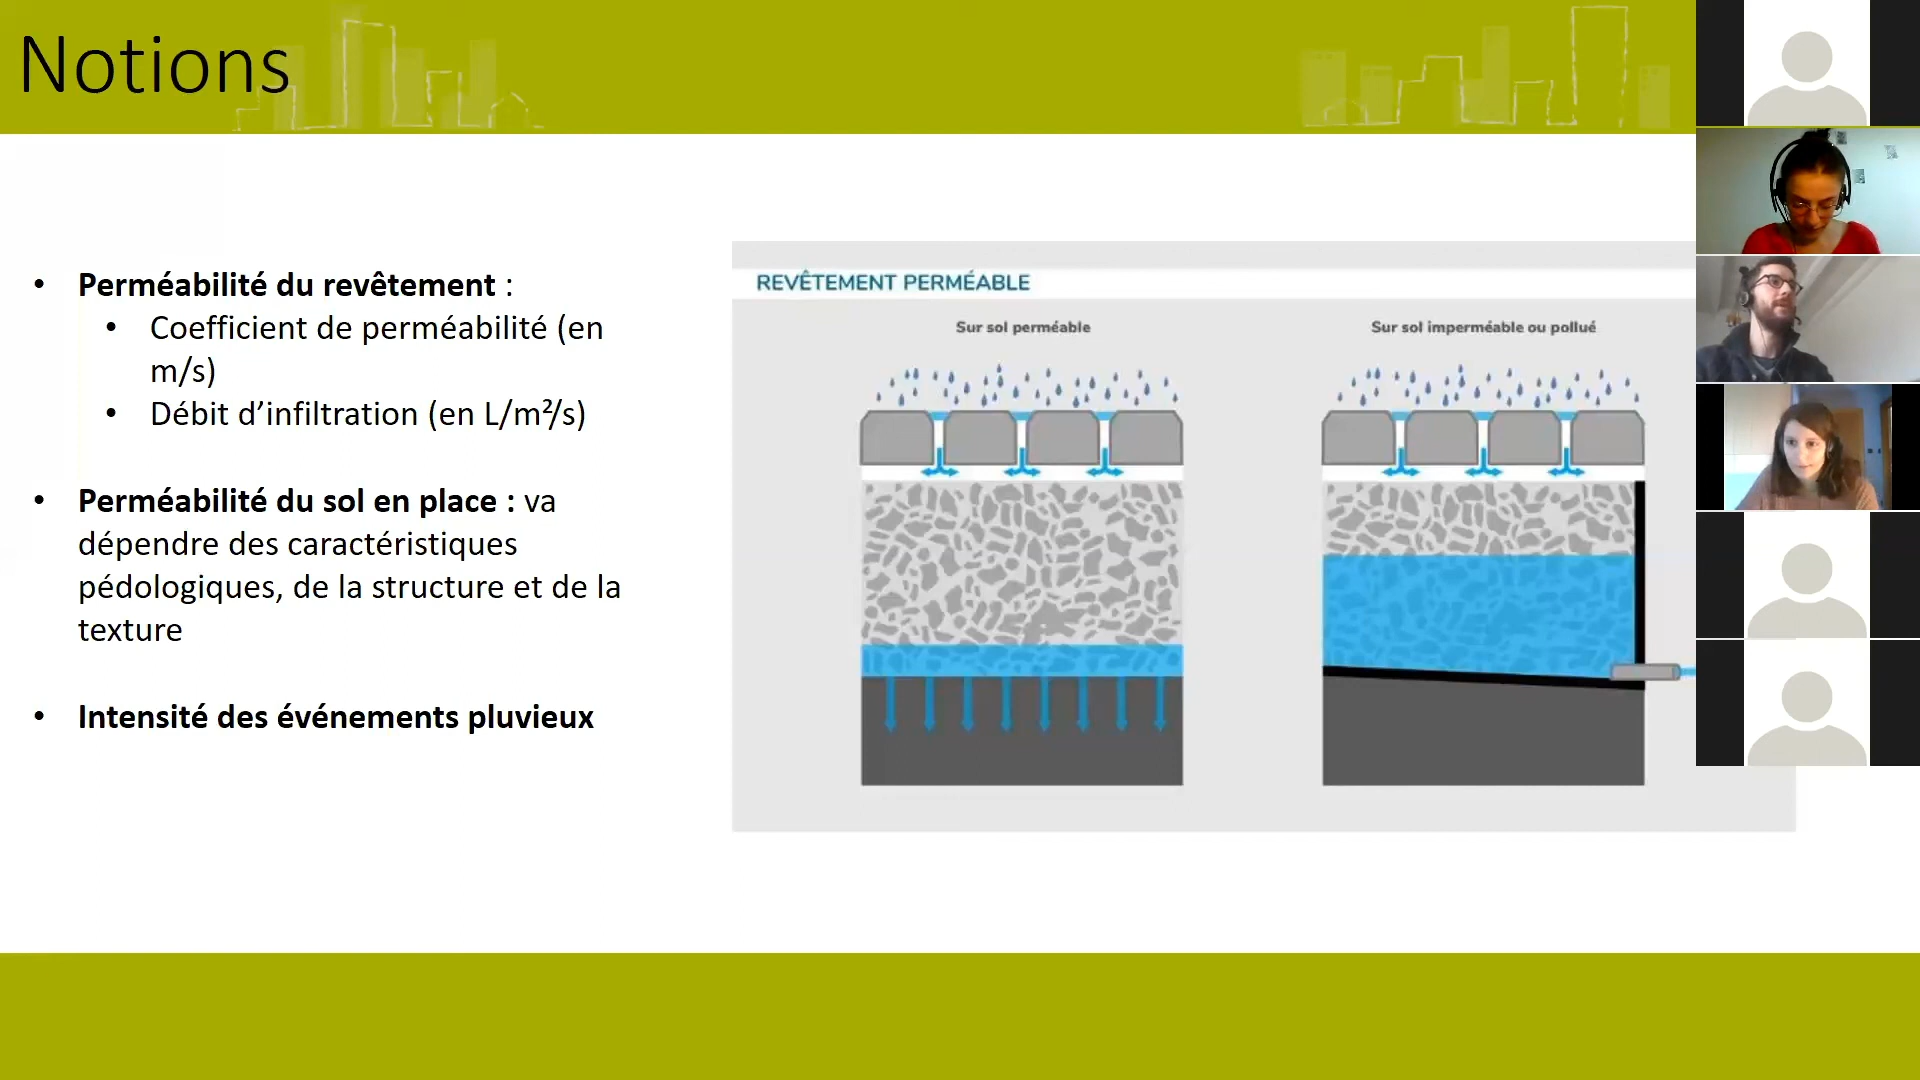 Notions
• Perméabilité du revêtement :
• Coefficient de perméabilité (en
m/s)
• Débit d’infiltration (en L/m²/s)
• Perméabilité du sol en place : va
dépendre des caractéristiques
pédologiques, de la structure et de la
texture
• Intensité des événements pluvieux
REVÊTEMENT PERMÉABLE
Sur sol perméable
Sur sol imperméable ou pollué